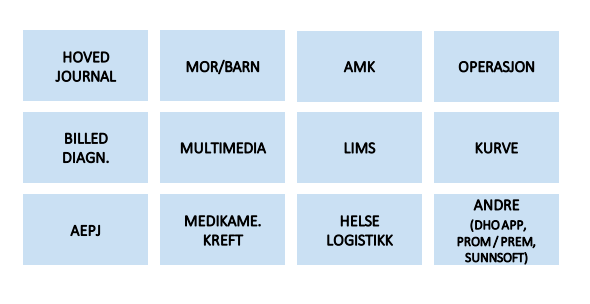 HOVED
JOURNAL
MOR/BARN
AMK
OPERASJON
BILLED
DIAGN.
MULTIMEDIA
LIMS
KURVE
AEPJ
MEDIKAME.
KREFT
HELSE
LOGISTIKK
ANDRE
(DHO APP,
PROM / PREM,
SUNNSOFT)